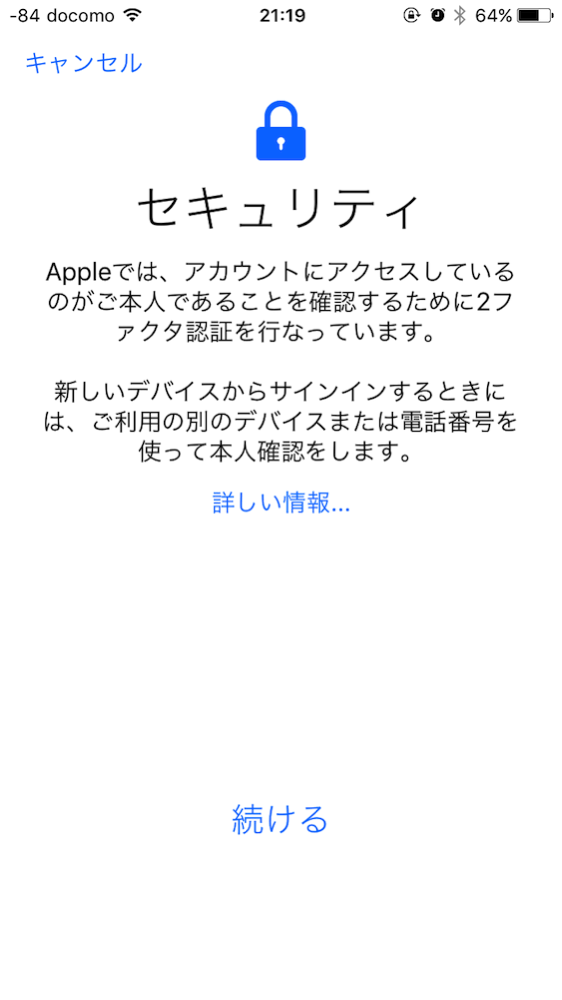 -84 docomo 21:19 64%
キャンセル
セキュリティ
Appleでは、アカウントにアクセスしている
のがご本人であることを確認するために2フ
ァクタ認証を行なっています。
新しいデバイスからサインインするときに
は、ご利用の別のデバイスまたは電話番号を
使って本人確認をします。
詳しい情報...
続ける